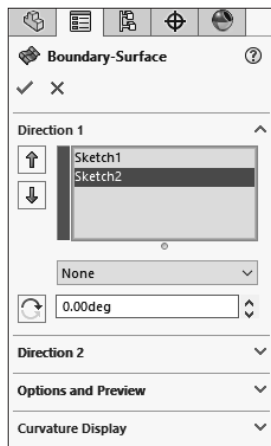 Boundary-Surface
?
Direction 1
Sketch1
Sketch2
None
0.00deg
Direction 2
Options and Preview
Curvature Display